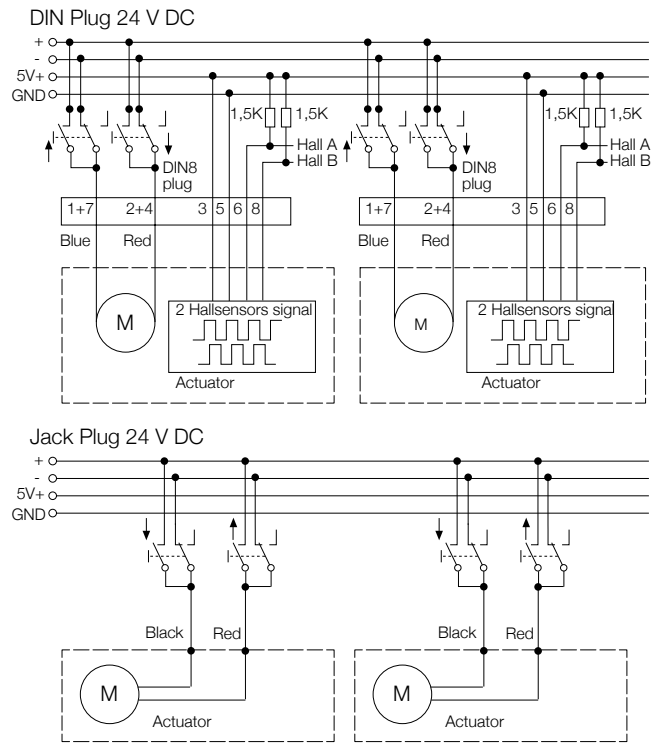 DIN Plug 24 V DC
+
-
5V+
GND
1,5K 1,5K 1,5K 1,5K
Hall A Hall A
Hall B Hall B
DIN8 plug DIN8 plug
1+7 2+4 3 5 6 8 1+7 2+4 3 5 6 8
Blue Red Blue Red
2 Hallsensors signal 2 Hallsensors signal
M M
Actuator Actuator
Jack Plug 24 V DC
+
-
5V+
GND
Black Red Black Red
M M
Actuator Actuator